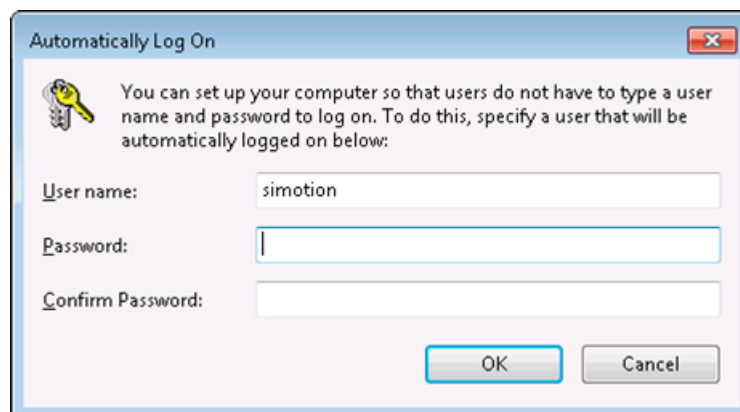 Automatically Log On
You can set up your computer so that users do not have to type a user
name and password to log on. To do this, specify a user that will be
automatically logged on below:
User name:
simotion
Password:
Confirm Password:
OK
Cancel